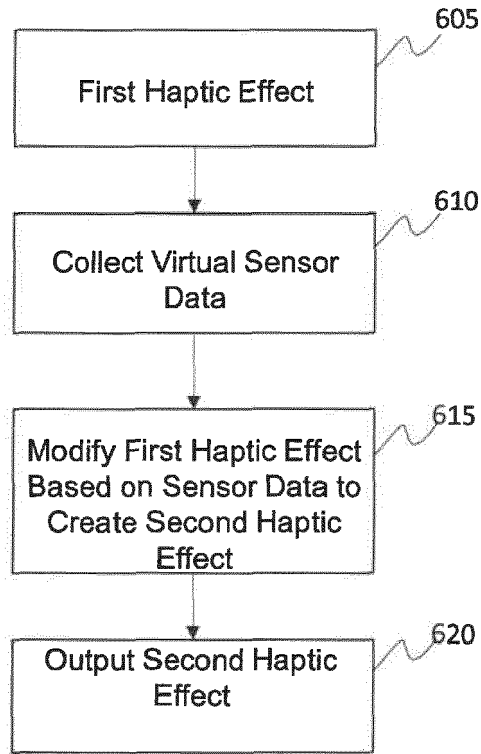 605
First Haptic Effect
610
Collect Virtual Sensor
Data
615
Modify First Haptic Effect
Based on Sensor Data to
Create Second Haptic
Effect
620
Output Second Haptic
Effect